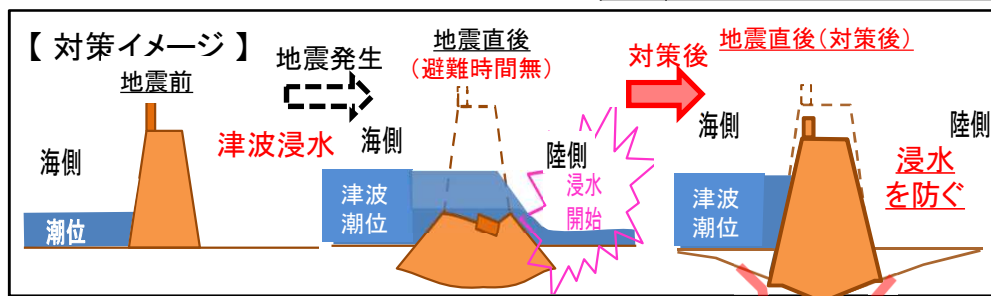 【 対策イメージ 】
地震前
海側
潮位
地震発生
津波浸水
地震直後
(避難時間無)
海側
陸側
津波
潮位
浸水
開始
対策後
地震直後(対策後)
海側
陸側
津波
潮位
浸水
を防ぐ